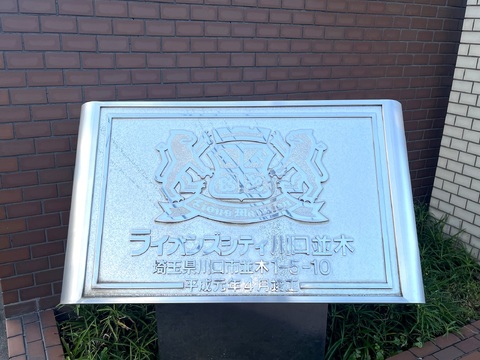 ライオンズシティ川口並木
埼玉県川口市並木1-5-10
平成元年4月竣工